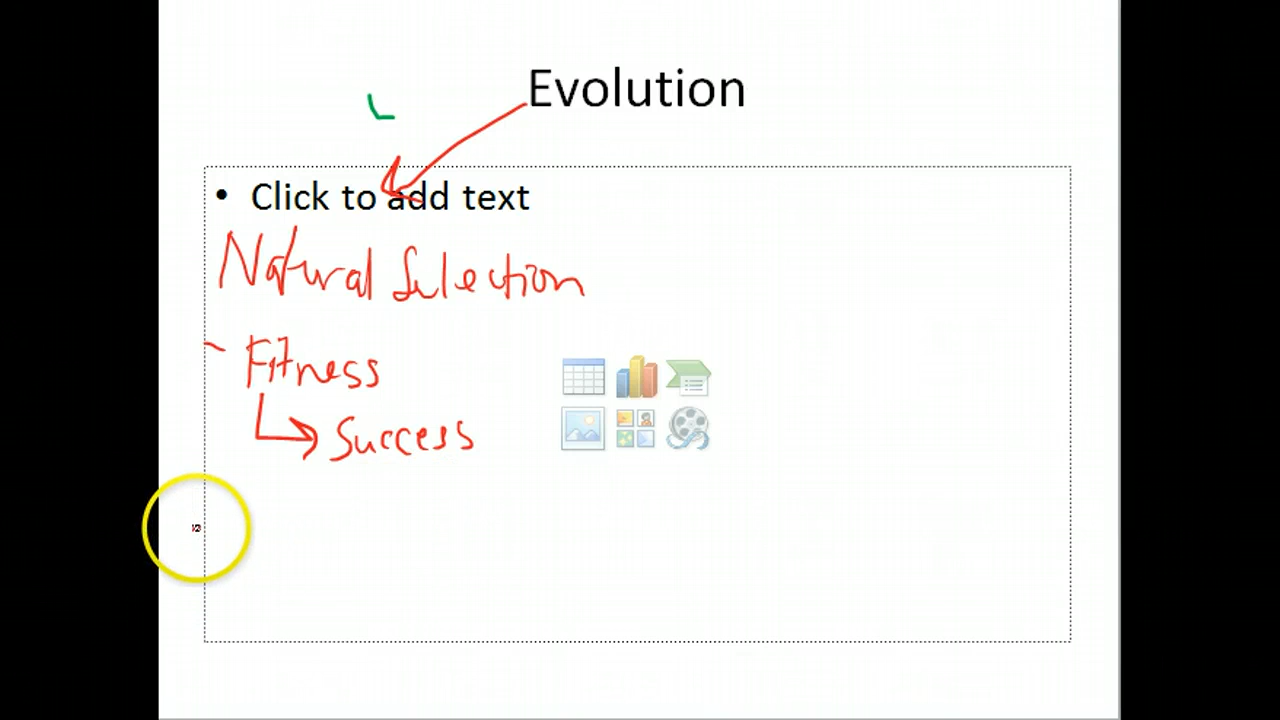 Evolution
• Click to add text
Natural Selection
- Fitness
Success